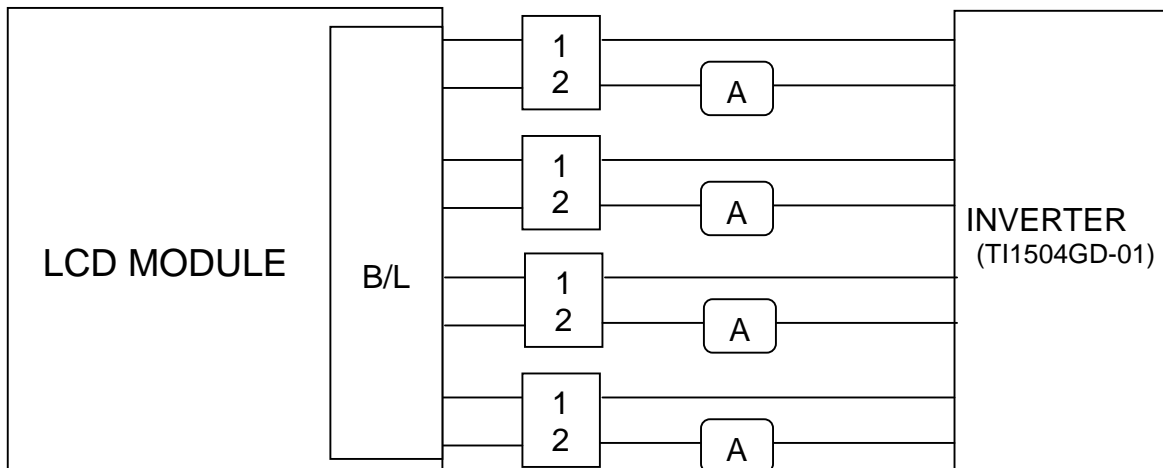 LCD MODULE
B/L
1
2
A
1
2
A
1
2
A
1
2
A
INVERTER
(TI1504GD-01)